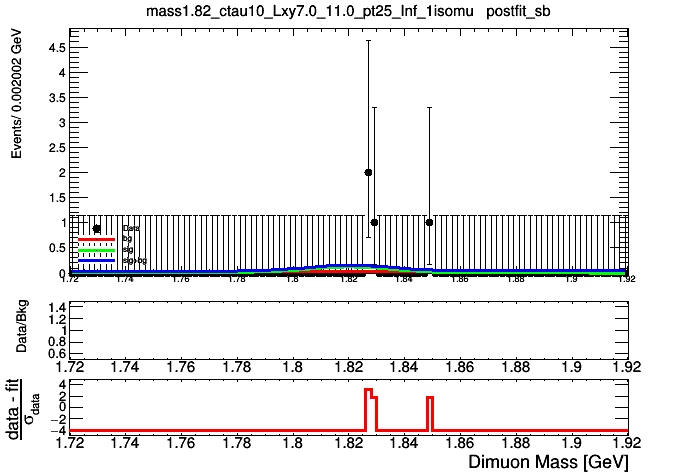 mass1.82_ctau10_Lxy7.0_11.0_pt25_Inf_1isomu postfit_sb
Events/ 0.002002 GeV
4.5
4
3.5
3
2.5
2
1.5
1
0.5
0
Data
bg
sig
sig+bg
1.72 1.74 1.76 1.78 1.8 1.82 1.84 1.86 1.88 1.9 1.92
Data/Bkg
1.4
1.2
1
0.8
0.6
1.72 1.74 1.76 1.78 1.8 1.82 1.84 1.86 1.88 1.9 1.92
data - fit
σdata
4
2
0
−2
−4
1.72 1.74 1.76 1.78 1.8 1.82 1.84 1.86 1.88 1.9 1.92
Dimuon Mass [GeV]